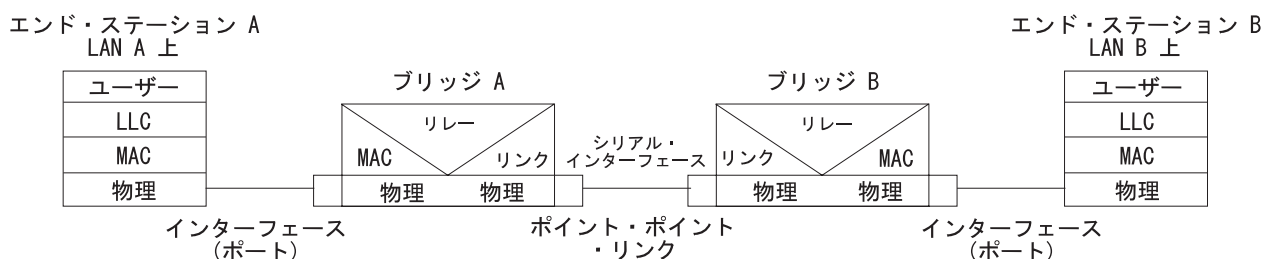 エンド・ステーション A
LAN A 上
ユーザー
LLC
MAC
物理
インターフェース
(ポート)
ブリッジ A
リレー
MAC
リンク
物理
物理
シリアル・
インターフェース
ポイント・ポイント
・リンク
ブリッジ B
リレー
リンク
MAC
物理
物理
インターフェース
(ポート)
エンド・ステーション B
LAN B 上
ユーザー
LLC
MAC
物理